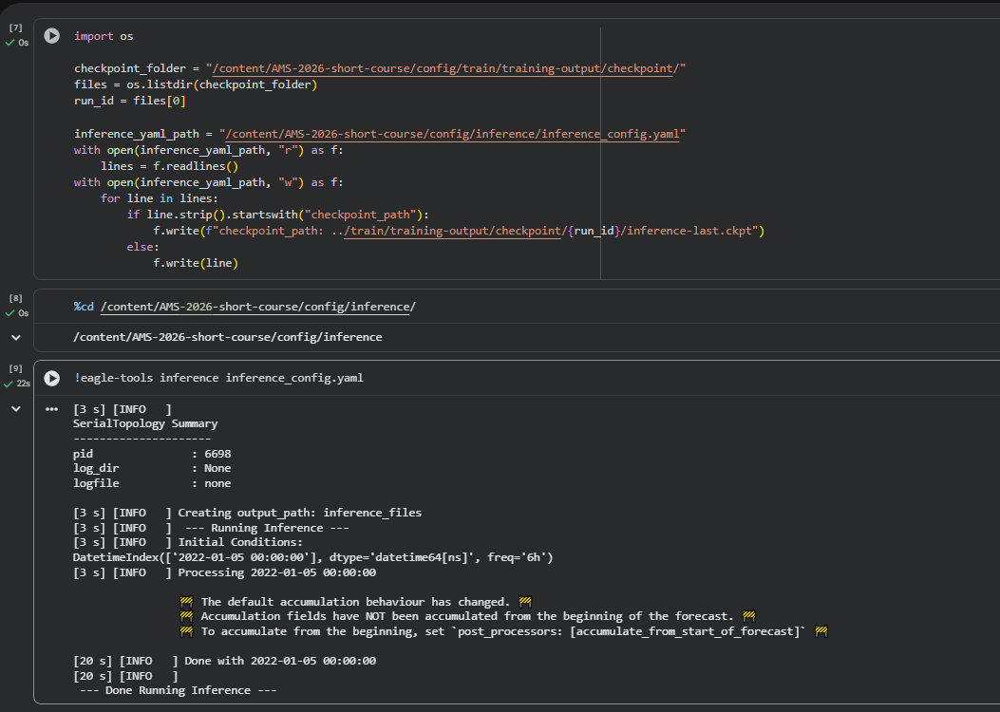 [7]
0s
import os
checkpoint_folder = "/content/AMS-2026-short-course/config/train/training-output/checkpoint/"
files = os.listdir(checkpoint_folder)
run_id = files[0]
inference_yaml_path = "/content/AMS-2026-short-course/config/inference/inference_config.yaml"
with open(inference_yaml_path, "r") as f:
    lines = f.readlines()
with open(inference_yaml_path, "w") as f:
    for line in lines:
        if line.strip().startswith("checkpoint_path"):
            f.write(f"checkpoint_path: ../train/training-output/checkpoint/{run_id}/inference-last.ckpt")
        else:
            f.write(line)
[8]
0s
%cd /content/AMS-2026-short-course/config/inference/
/content/AMS-2026-short-course/config/inference
[9]
22s
!eagle-tools inference inference_config.yaml
[3 s] [INFO   ]
SerialTopology Summary
---------------------
pid               : 6698
log_dir           : None
logfile           : none
[3 s] [INFO   ] Creating output_path: inference_files
[3 s] [INFO   ]  --- Running Inference ---
[3 s] [INFO   ] Initial Conditions:
DatetimeIndex(['2022-01-05 00:00:00'], dtype='datetime64[ns]', freq='6h')
[3 s] [INFO   ] Processing 2022-01-05 00:00:00
🚧 The default accumulation behaviour has changed. 🚧
🚧 Accumulation fields have NOT been accumulated from the beginning of the forecast. 🚧
🚧 To accumulate from the beginning, set `post_processors: [accumulate_from_start_of_forecast]` 🚧
[20 s] [INFO   ] Done with 2022-01-05 00:00:00
[20 s] [INFO   ]
 --- Done Running Inference ---